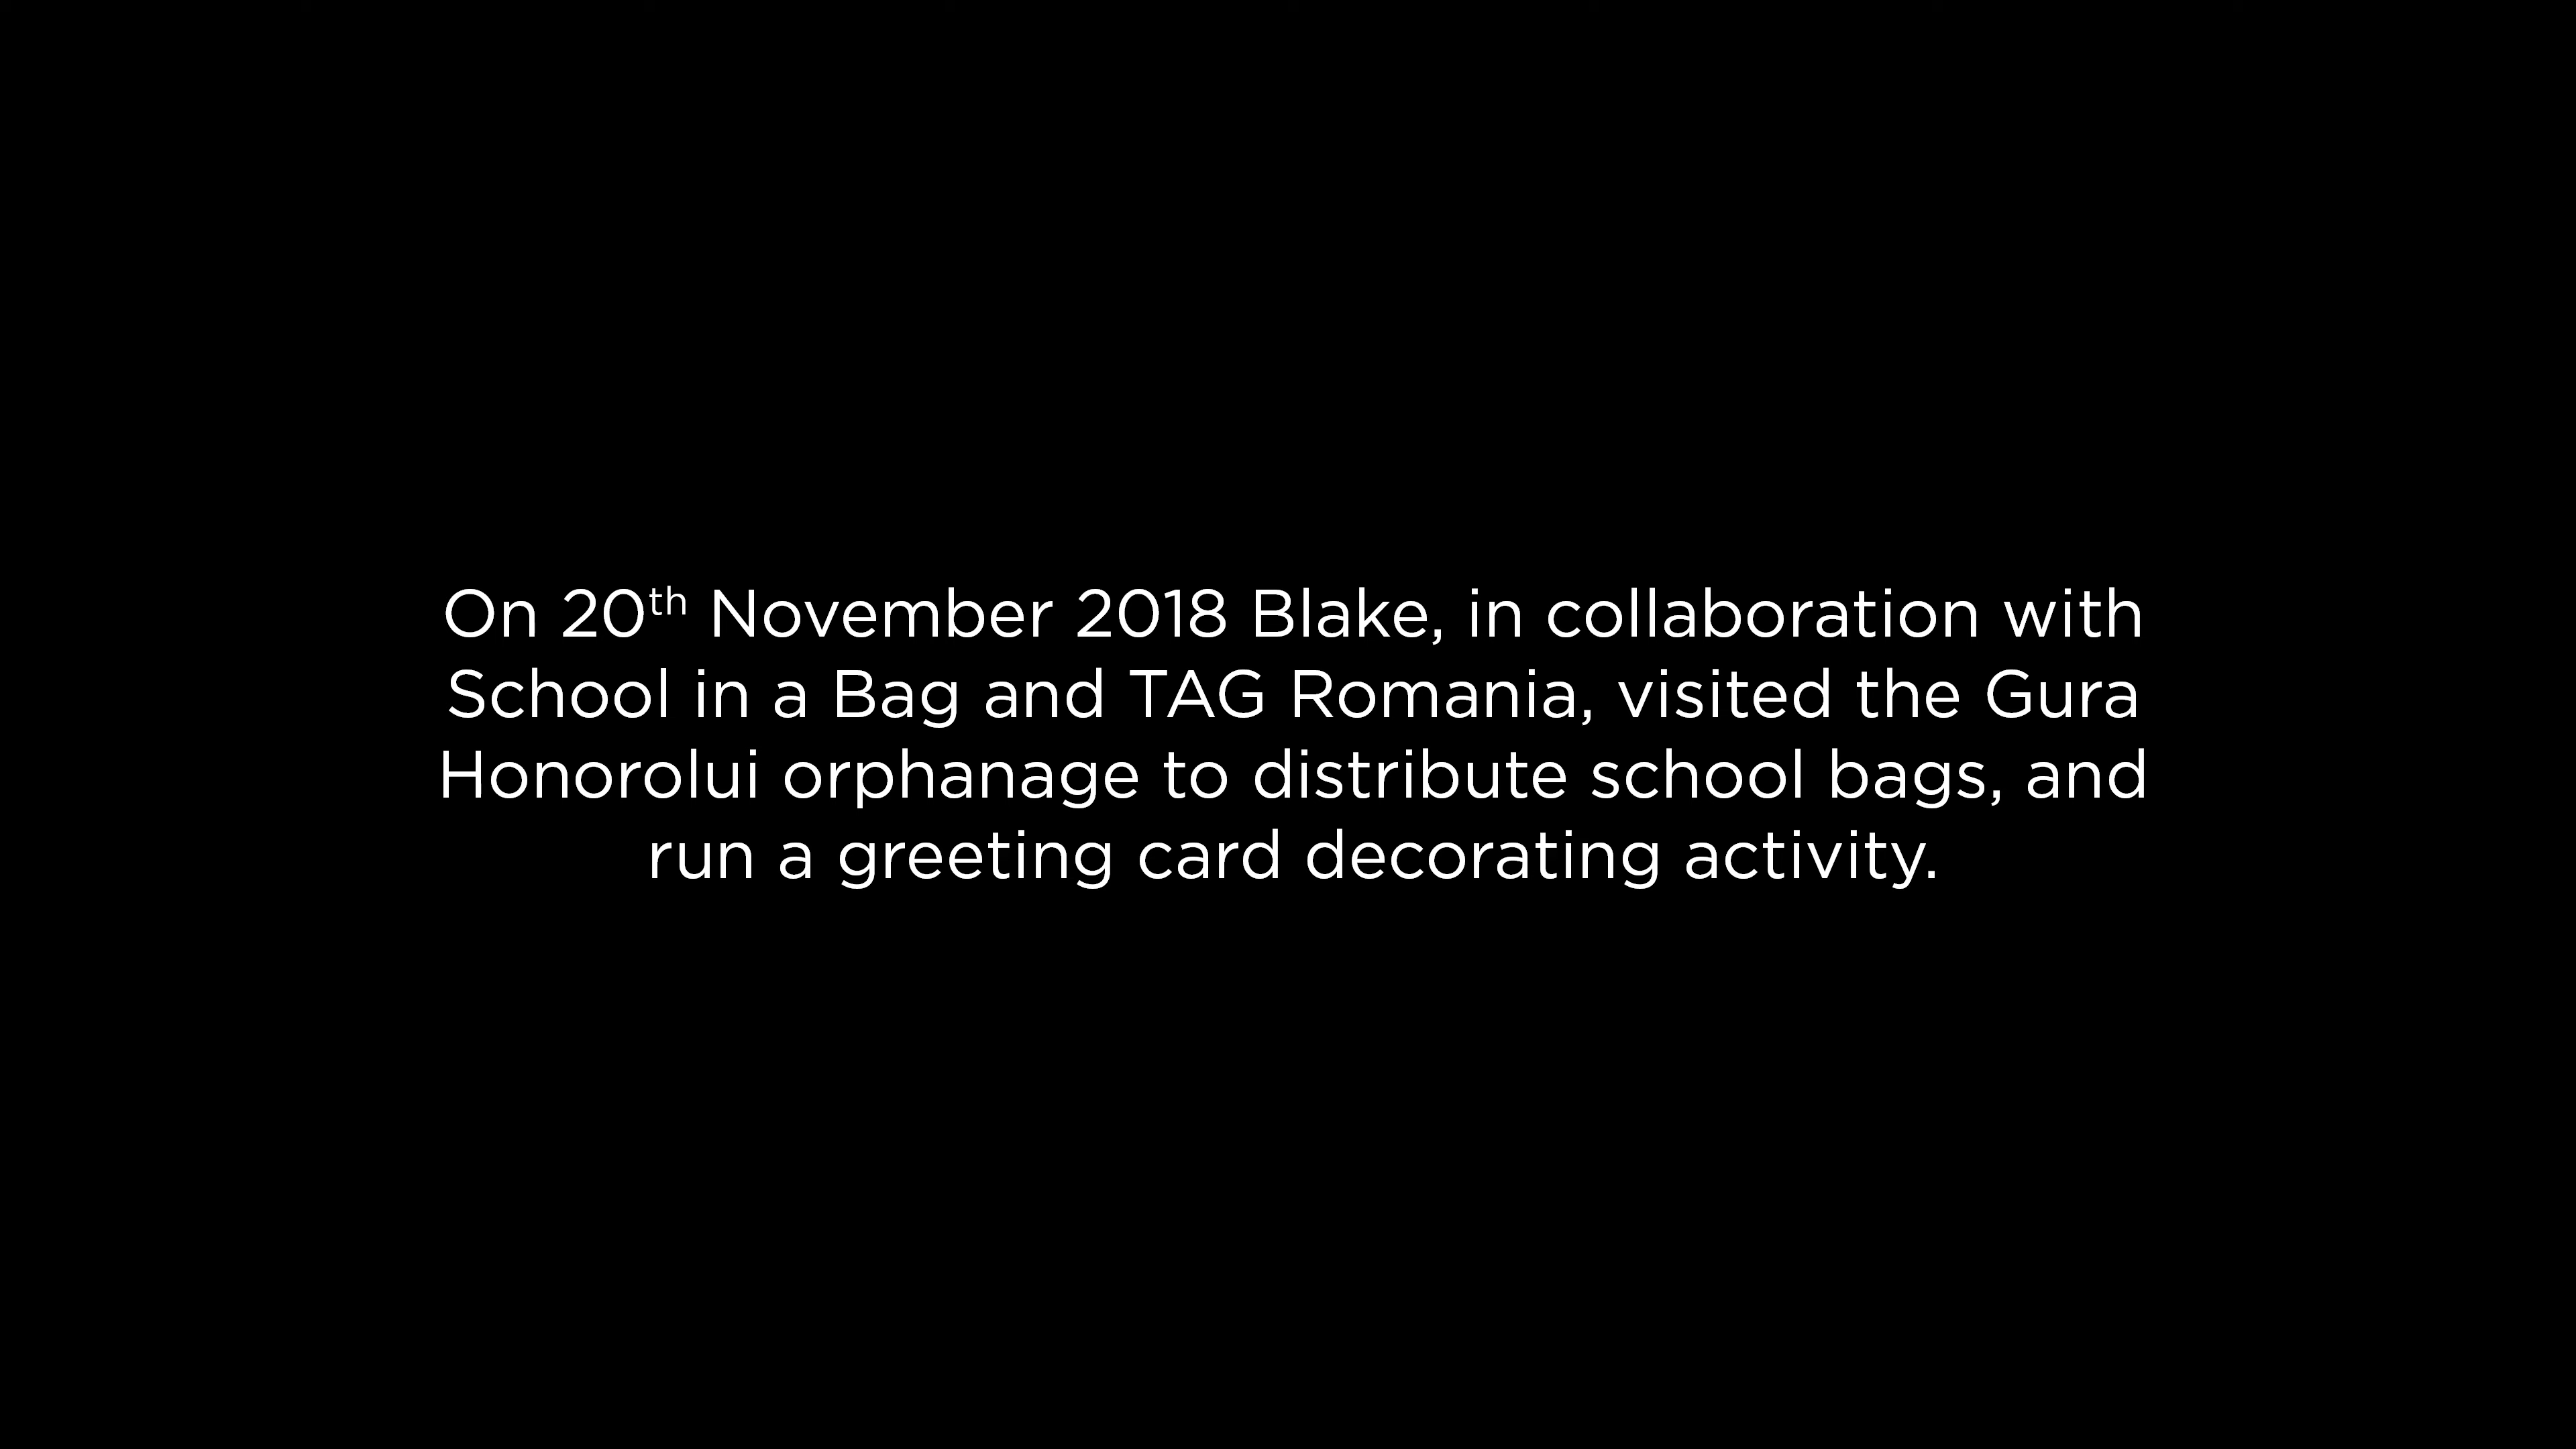 On 20th November 2018 Blake, in collaboration with
School in a Bag and TAG Romania, visited the Gura
Honorolui orphanage to distribute school bags, and
run a greeting card decorating activity.